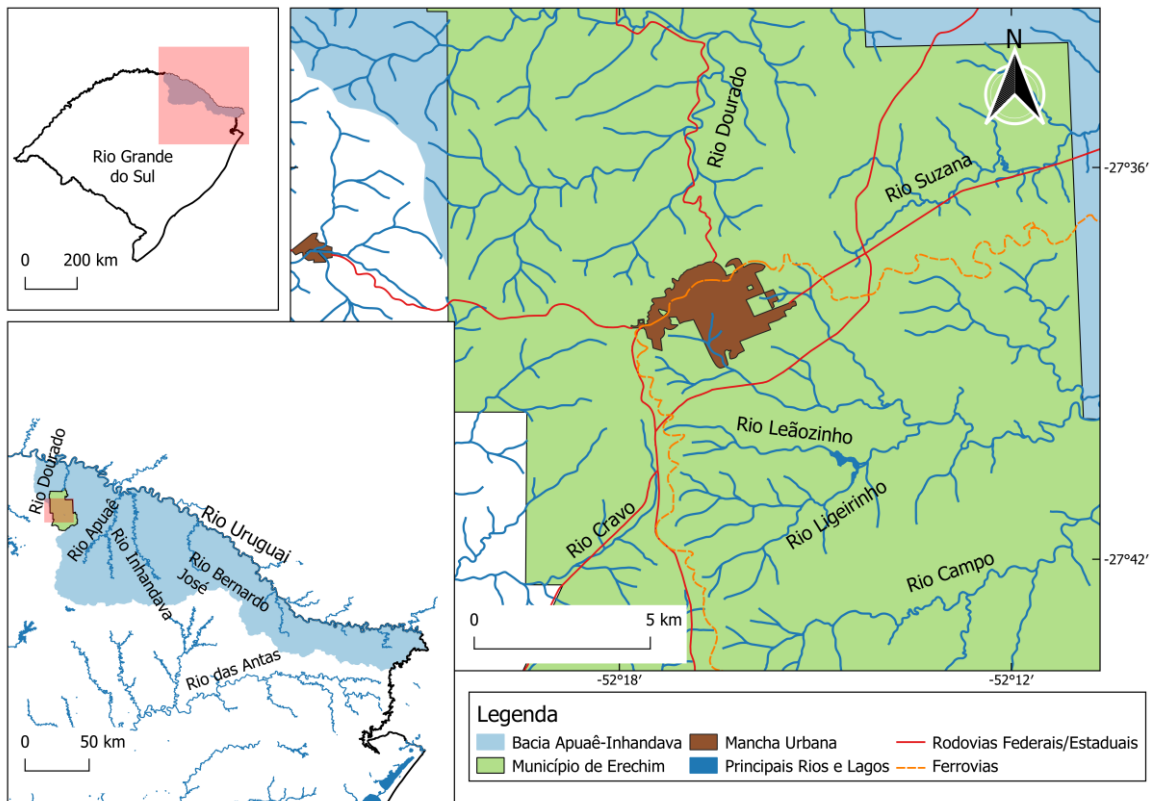 Rio Grande
do Sul
0 200 km
N
Rio Dourado
Rio Suzana
-27°36'
Rio Leãozinho
Rio Ligeirinho
Rio Cravo
Rio Campo
-27°42'
0 5 km
-52°18'
-52°12'
Rio Dourado
Rio Apuaê
Rio Inhandava
Rio Uruguai
Rio Bernardo
José
Rio das Antas
0 50 km
Legenda
Bacia Apuaê-Inhandava
Mancha Urbana
Rodovias Federais/Estaduais
Município de Erechim
Principais Rios e Lagos
Ferrovias